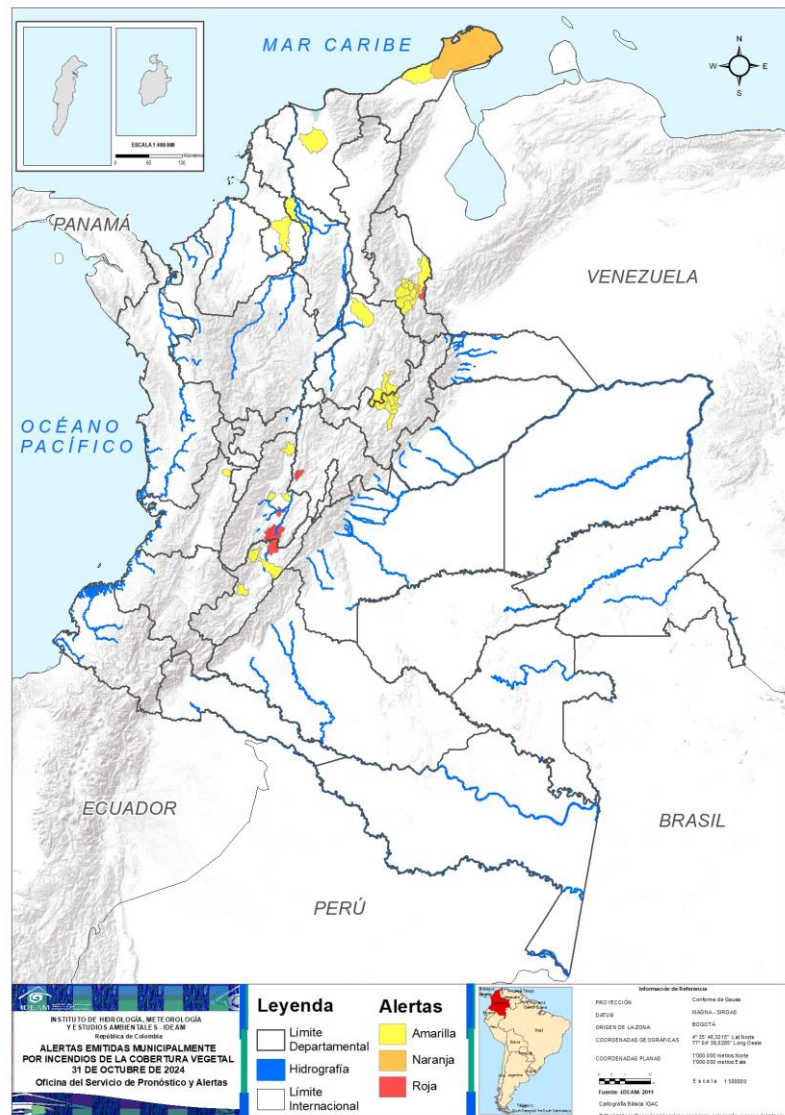 MAR CARIBE
N
W
E
S
ESCALA 1:400.000
PANAMÁ
VENEZUELA
OCÉANO
PACÍFICO
ECUADOR
BRASIL
PERÚ
IDEAM
INSTITUTO DE HIDROLOGÍA, METEOROLOGÍA
Y ESTUDIOS AMBIENTALES - IDEAM
República de Colombia
ALERTAS EMITIDAS MUNICIPALMENTE
POR INCENDIOS DE LA COBERTURA VEGETAL
31 DE OCTUBRE DE 2024
Oficina del Servicio de Pronóstico y Alertas
Leyenda
Límite
Departamental
Hidrografía
Límite
Internacional
Alertas
Amarilla
Naranja
Roja
Información de Referencia
PROYECCIÓN Conforme de Gauss
DATUM MAGNA - SIRGAS
ORIGEN DE LA ZONA BOGOTÁ
COORDENADAS GEOGRÁFICAS
COORDENADAS PLANAS 1'000.000 metros Norte
1'000.000 metros Este
Escala 1:500000
Fuente: IDEAM- 2011
Cartografía Básica IGAC